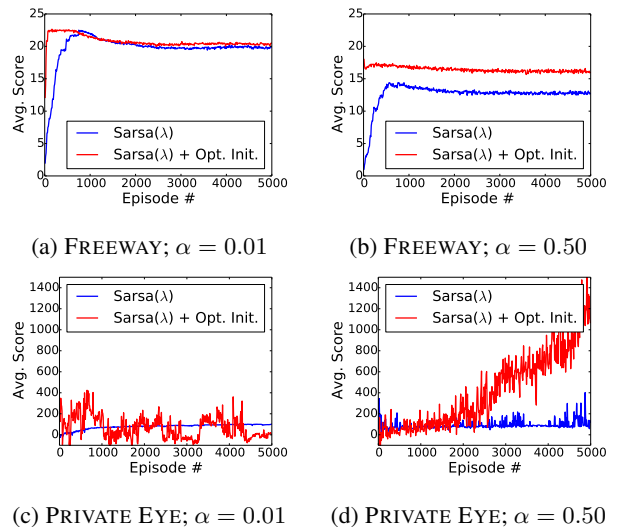 25
20
15
10
5
0
Avg. Score
Sarsa(λ)
Sarsa(λ) + Opt. Init.
0 1000 2000 3000 4000 5000
Episode #
(a) FREEWAY; α = 0.01
25
20
15
10
5
0
Avg. Score
Sarsa(λ)
Sarsa(λ) + Opt. Init.
0 1000 2000 3000 4000 5000
Episode #
(b) FREEWAY; α = 0.50
1400
1200
1000
800
600
400
200
0
Avg. Score
Sarsa(λ)
Sarsa(λ) + Opt. Init.
0 1000 2000 3000 4000 5000
Episode #
(c) PRIVATE EYE; α = 0.01
1400
1200
1000
800
600
400
200
0
Avg. Score
Sarsa(λ)
Sarsa(λ) + Opt. Init.
0 1000 2000 3000 4000 5000
Episode #
(d) PRIVATE EYE; α = 0.50